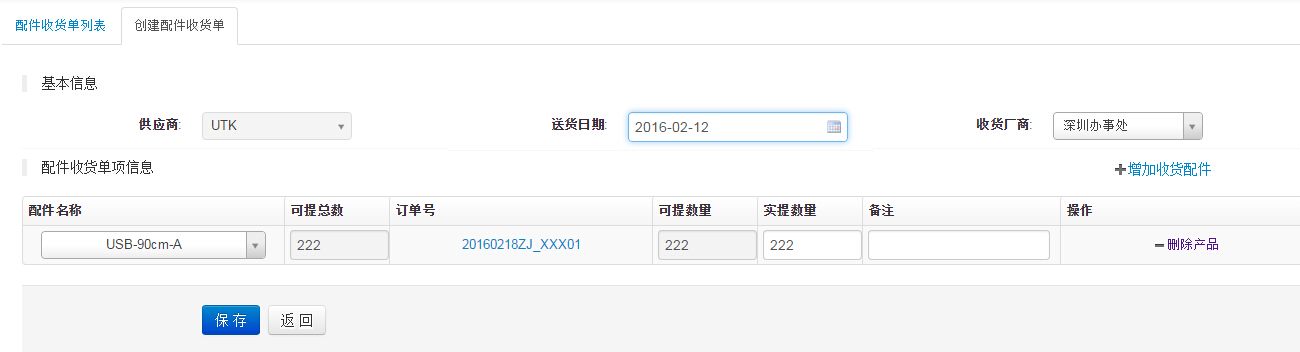 配件收货单列表 创建配件收货单
基本信息
供应商: UTK 送货日期: 2016-02-12 收货厂商: 深圳办事处
配件收货单项信息 增加收货配件
配件名称 可提总数 订单号 可提数量 实提数量 备注 操作
USB-90cm-A 222 20160218ZJ_XXX01 222 222 删除产品
保存 返回